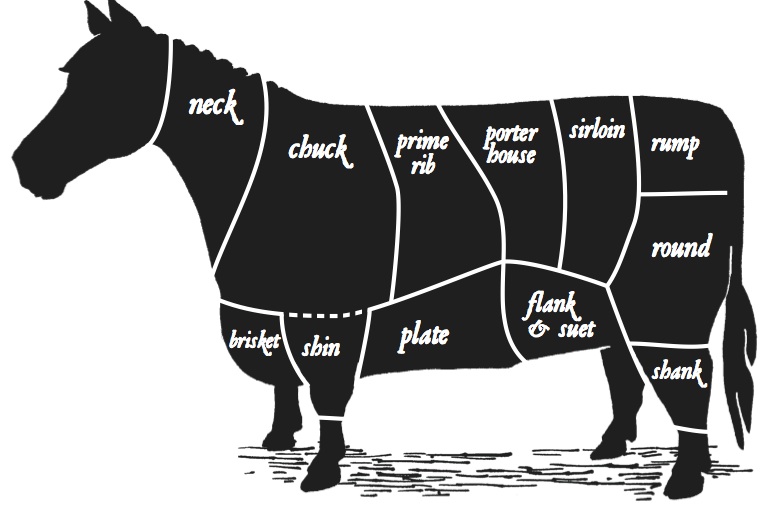 neck
chuck
prime
rib
porter
house
sirloin
rump
round
brisket
shin
plate
flank
& suet
shank